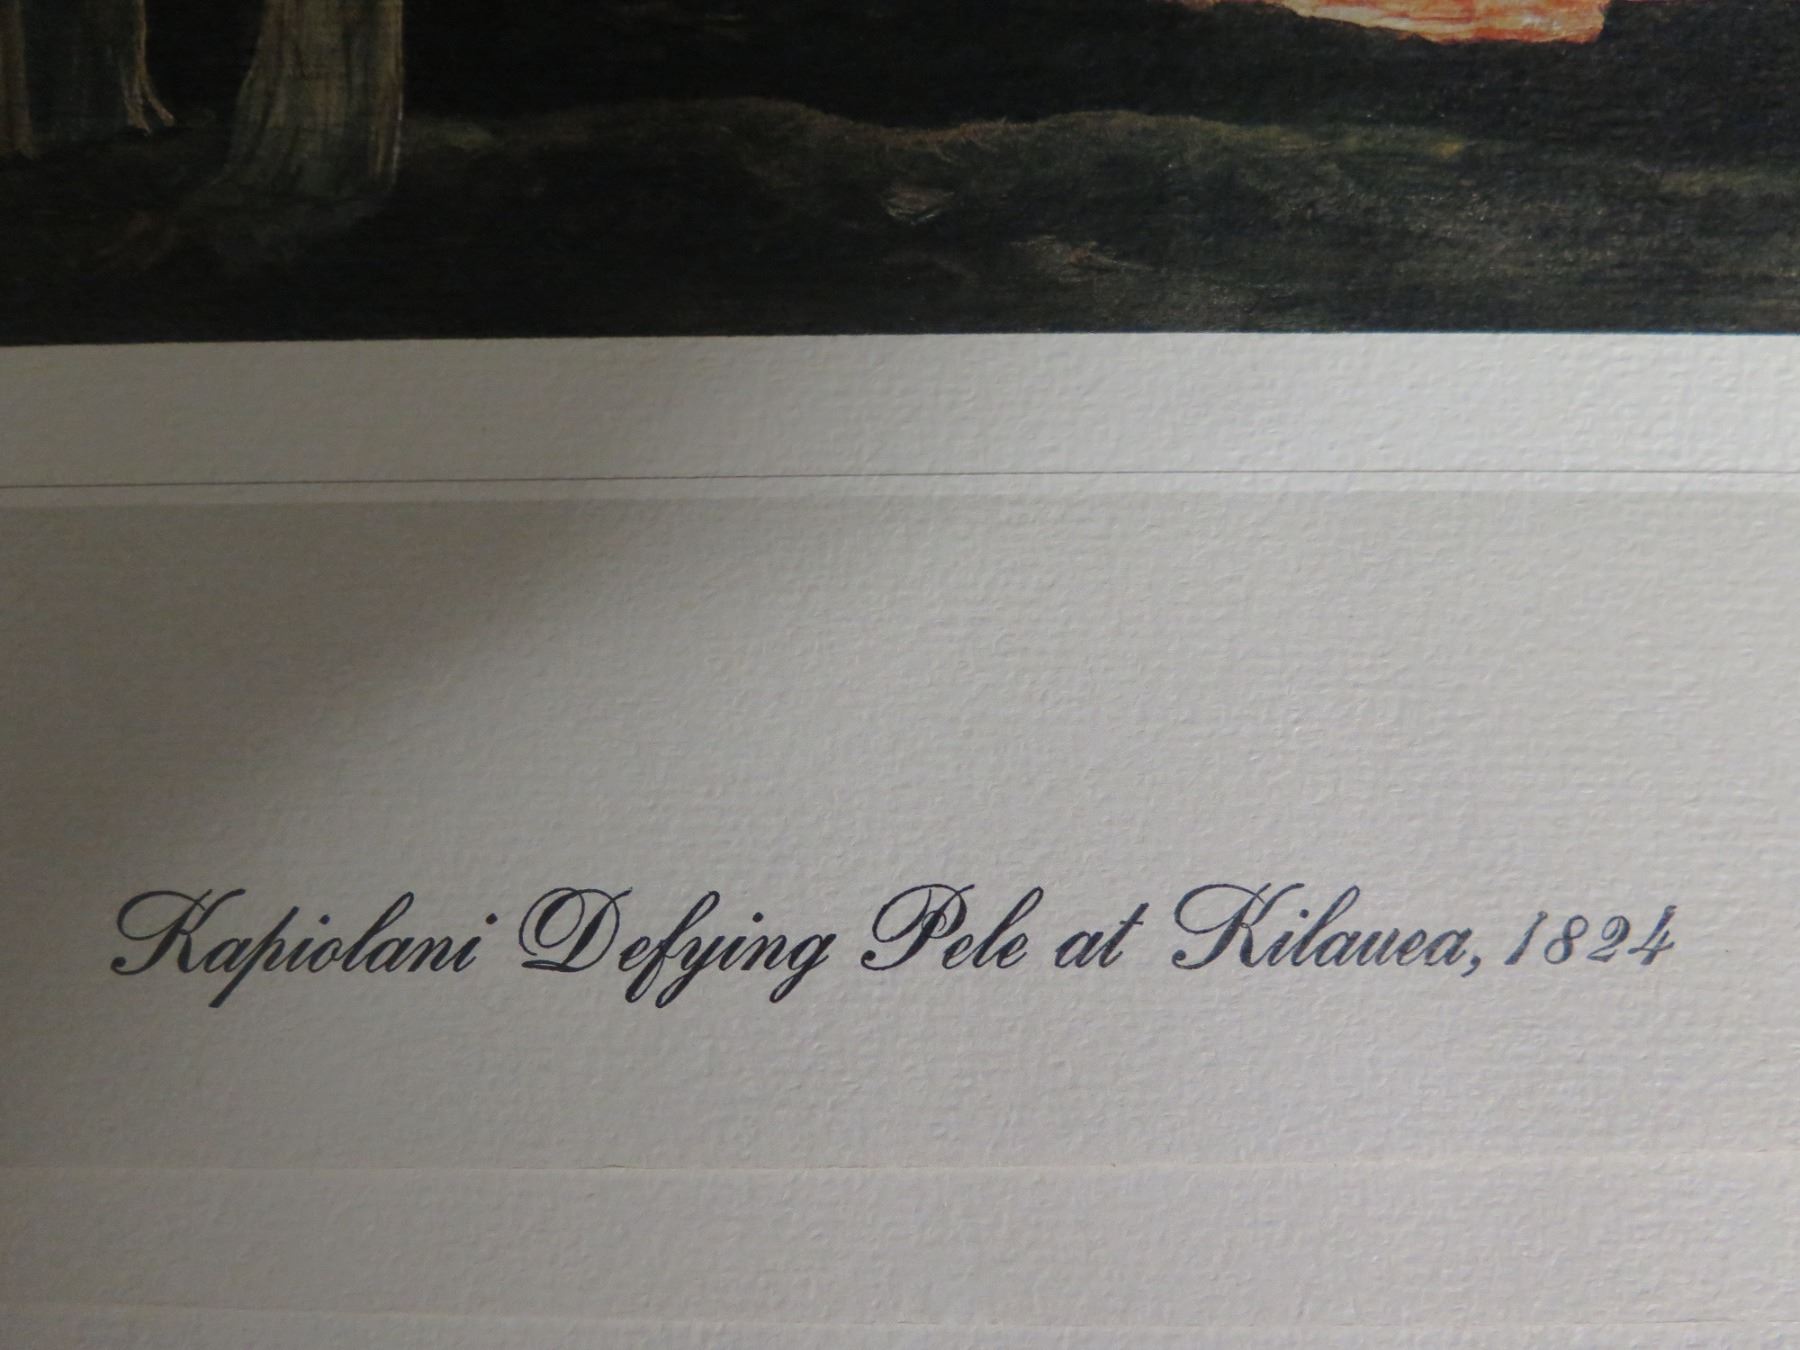 Kapiolani Defying Pele at Kilauea, 1824